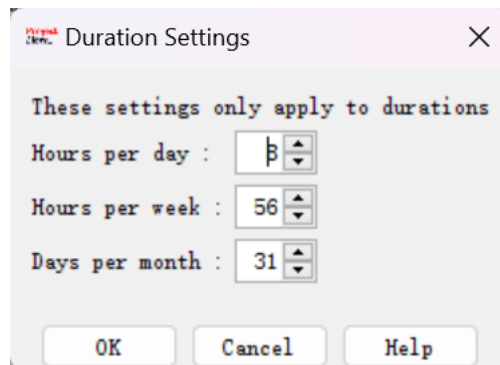 Duration Settings
These settings only apply to durations
Hours per day : 8
Hours per week : 56
Days per month : 31
OK Cancel Help